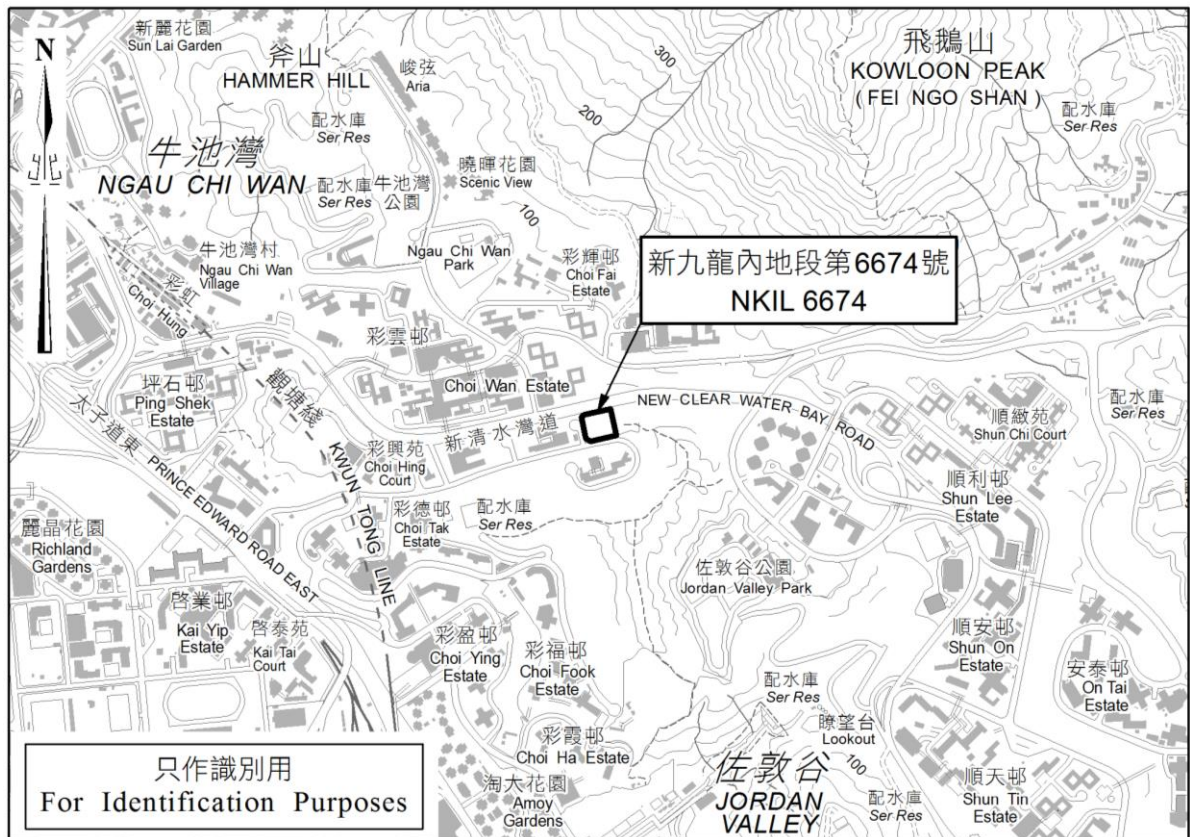 新麗花園
Sun Lai Garden
N
斧山
HAMMER HILL
峻弦
Aria
300
飛鵝山
KOWLOON PEAK
( FEI NGO SHAN )
配水庫
Ser Res
200
配水庫
Ser Res
牛池灣
NGAU CHI WAN
配水庫
Ser Res
牛池灣
公園
曉暉花園
Scenic View
100
Ngau Chi Wan
Park
牛池灣村
Ngau Chi Wan
Village
彩虹
Choi Hung
彩輝邨
Choi Fai
Estate
新九龍內地段第6674號
NKIL 6674
彩雲邨
Choi Wan Estate
坪石邨
Ping Shek
Estate
觀塘綫
KWUN TONG LINE
太子道東
PRINCE EDWARD ROAD EAST
新清水灣道
NEW CLEAR WATER BAY ROAD
彩興苑
Choi Hing
Court
順緻苑
Shun Chi Court
配水庫
Ser Res
順利邨
Shun Lee
Estate
彩德邨
Choi Tak
Estate
配水庫
Ser Res
麗晶花園
Richland
Gardens
佐敦谷公園
Jordan Valley Park
啓業邨
Kai Yip
Estate
啓泰苑
Kai Tai
Court
彩盈邨
Choi Ying
Estate
彩福邨
Choi Fook
Estate
順安邨
Shun On
Estate
安泰邨
On Tai
Estate
配水庫
Ser Res
瞭望台
Lookout
100
彩霞邨
Choi Ha Estate
淘大花園
Amoy
Gardens
佐敦谷
JORDAN
VALLEY
配水庫
Ser Res
順天邨
Shun Tin
Estate
只作識別用
For Identification Purposes